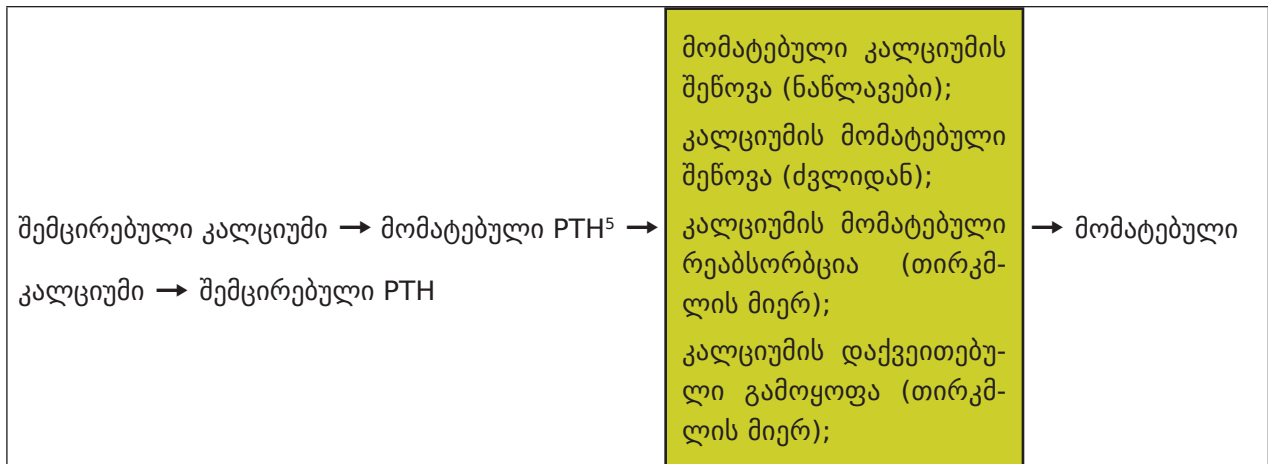 შემცირებული კალციუმი → მომატებული PTH⁵ →
მომატებული კალციუმის
შეწოვა (ნაწლავები);
კალციუმის მომატებული
შეწოვა (ძვლიდან);
კალციუმის მომატებული
რეაბსორბცია (თირკმ-
ლის მიერ);
კალციუმის დაქვეითებუ-
ლი გამოყოფა (თირკმ-
ლის მიერ);
→ მომატებული
კალციუმი → შემცირებული PTH